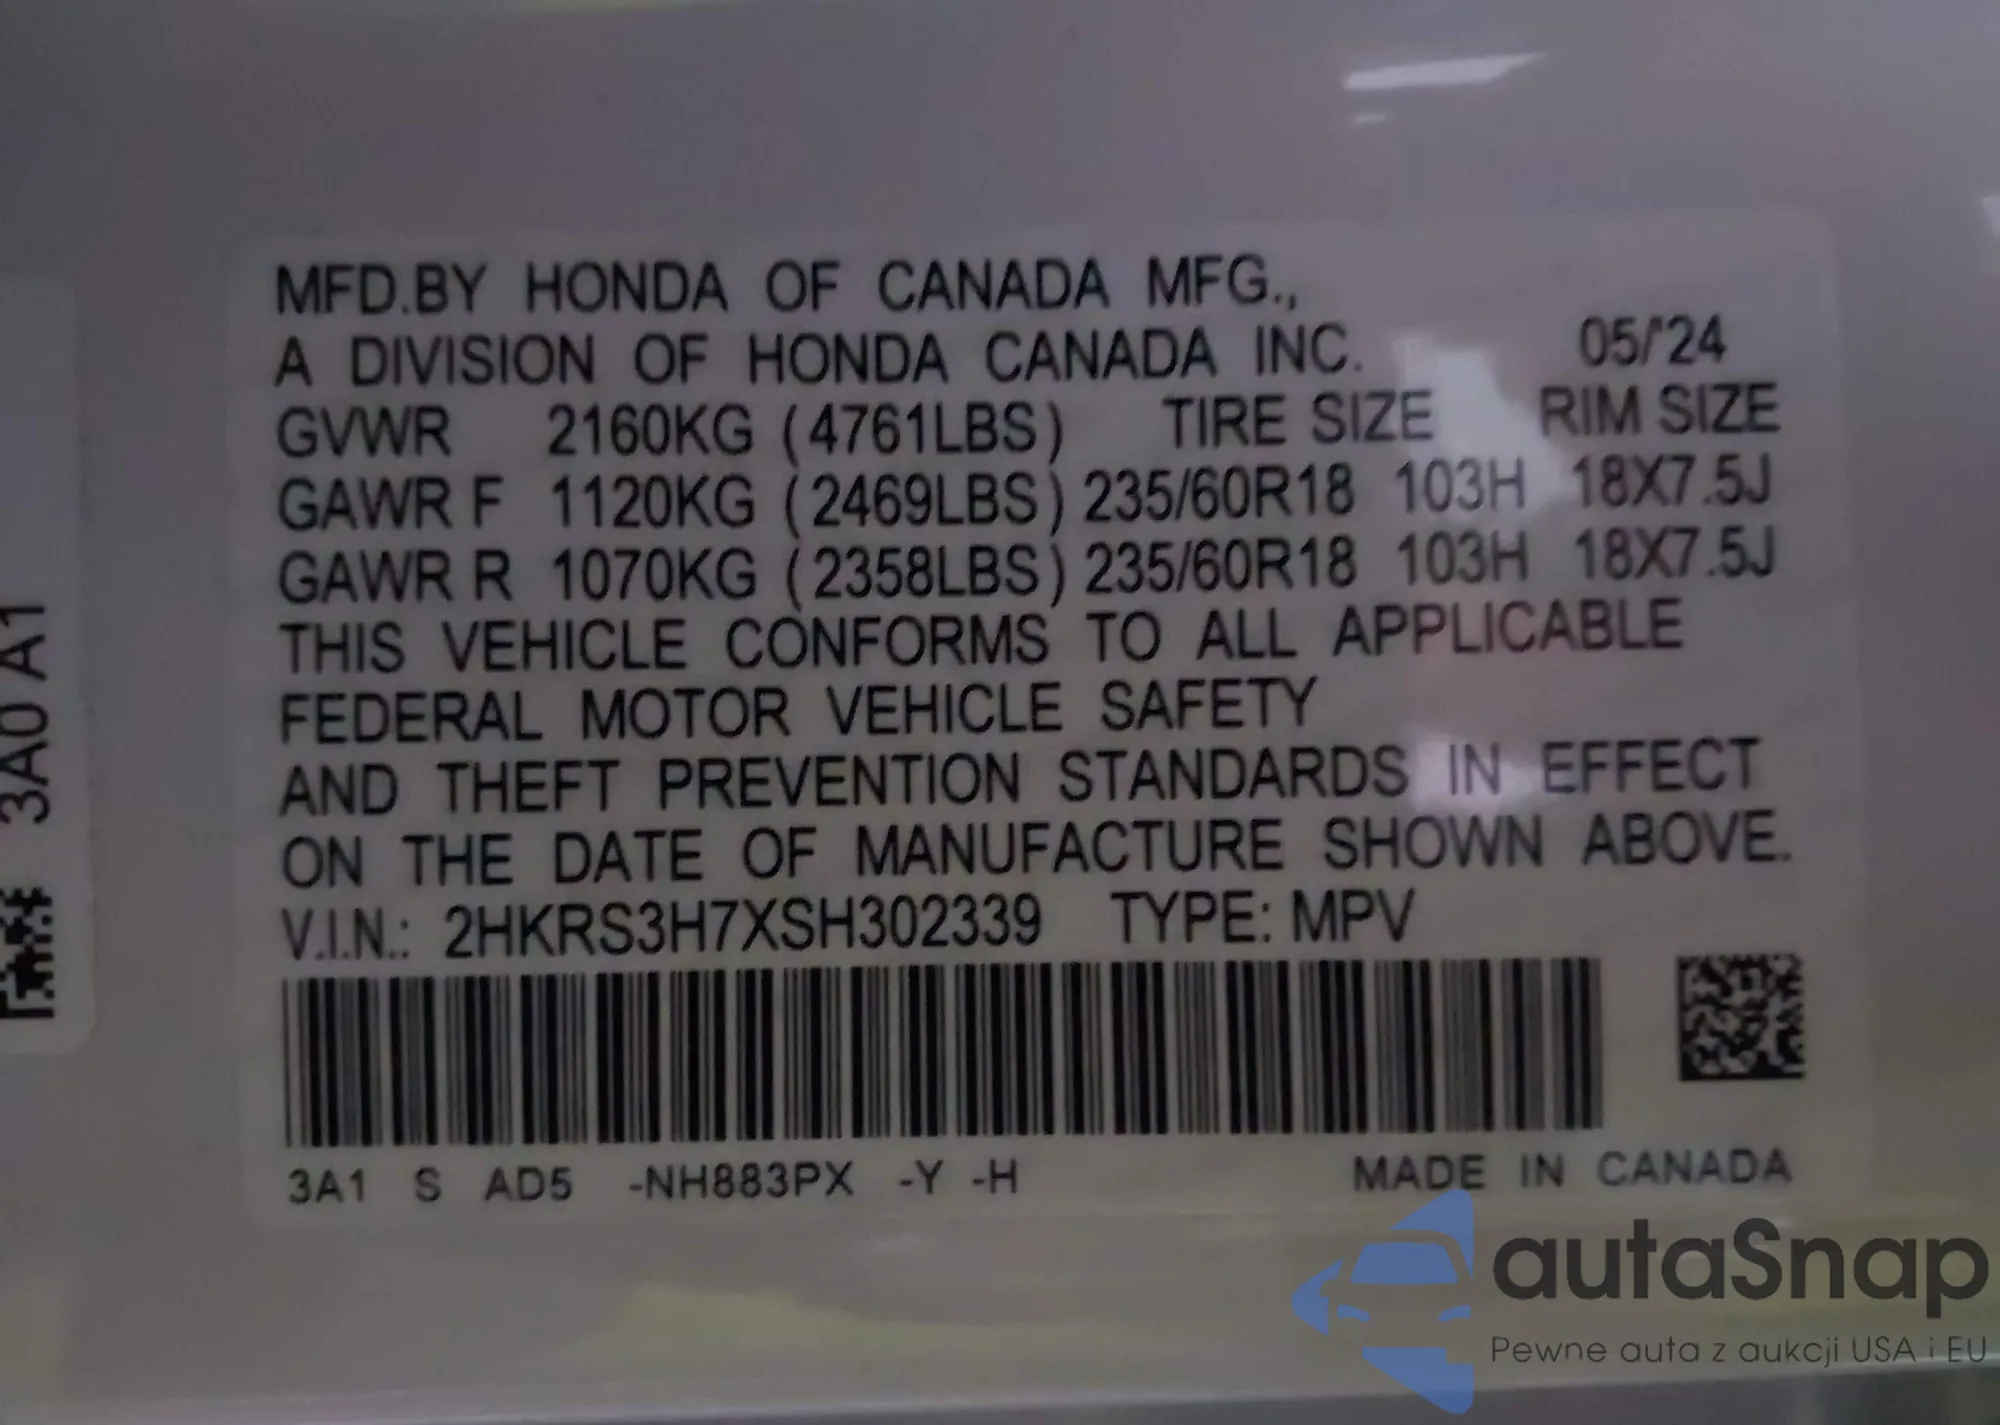 MFD.BY HONDA OF CANADA MFG.,
A DIVISION OF HONDA CANADA INC. 05/'24
GVWR 2160KG (4761LBS) TIRE SIZE RIM SIZE
GAWR F 1120KG (2469LBS) 235/60R18 103H 18X7.5J
GAWR R 1070KG (2358LBS) 235/60R18 103H 18X7.5J
THIS VEHICLE CONFORMS TO ALL APPLICABLE
FEDERAL MOTOR VEHICLE SAFETY
AND THEFT PREVENTION STANDARDS IN EFFECT
ON THE DATE OF MANUFACTURE SHOWN ABOVE.
V.I.N.: 2HKRS3H7XSH302339 TYPE: MPV
3A1 S AD5 -NH883PX -Y -H MADE IN CANADA
3A0 A1
autaSnap
Pewne auta z aukcji USA i EU